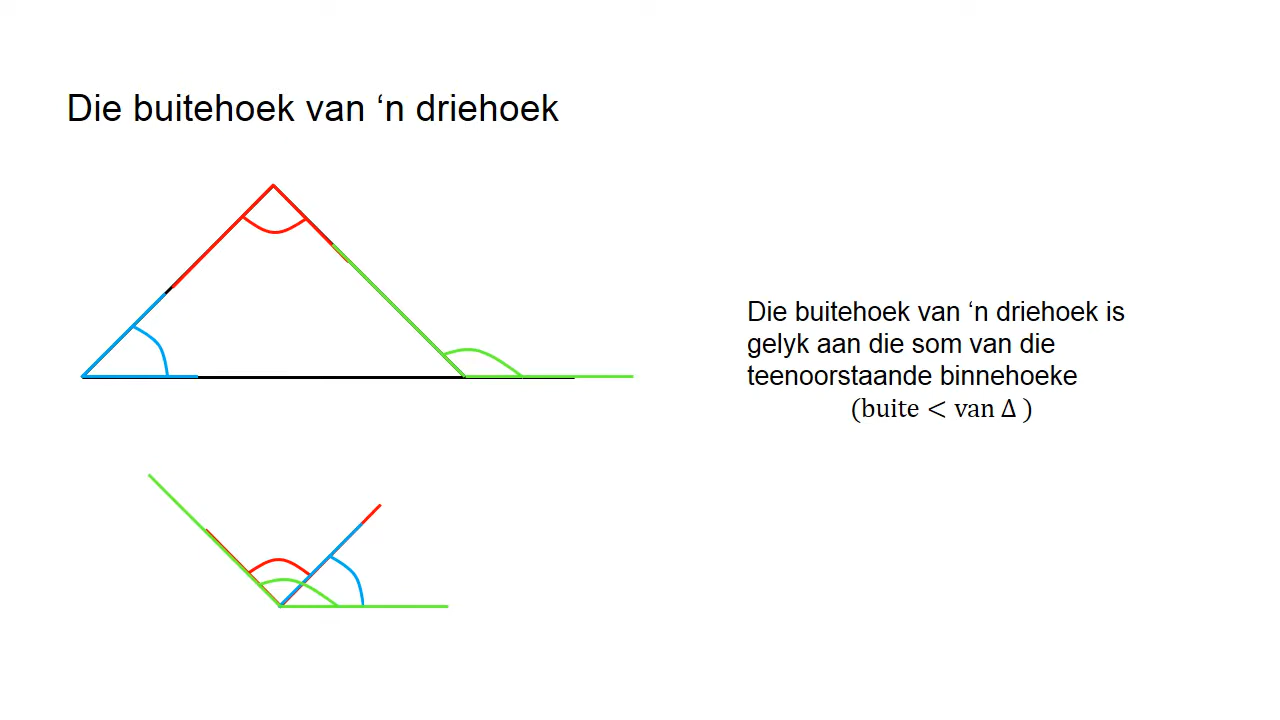 Die buitehoek van ‘n driehoek
Die buitehoek van ‘n driehoek is
gelyk aan die som van die
teenoorstaande binnehoeke
(buite < van Δ )